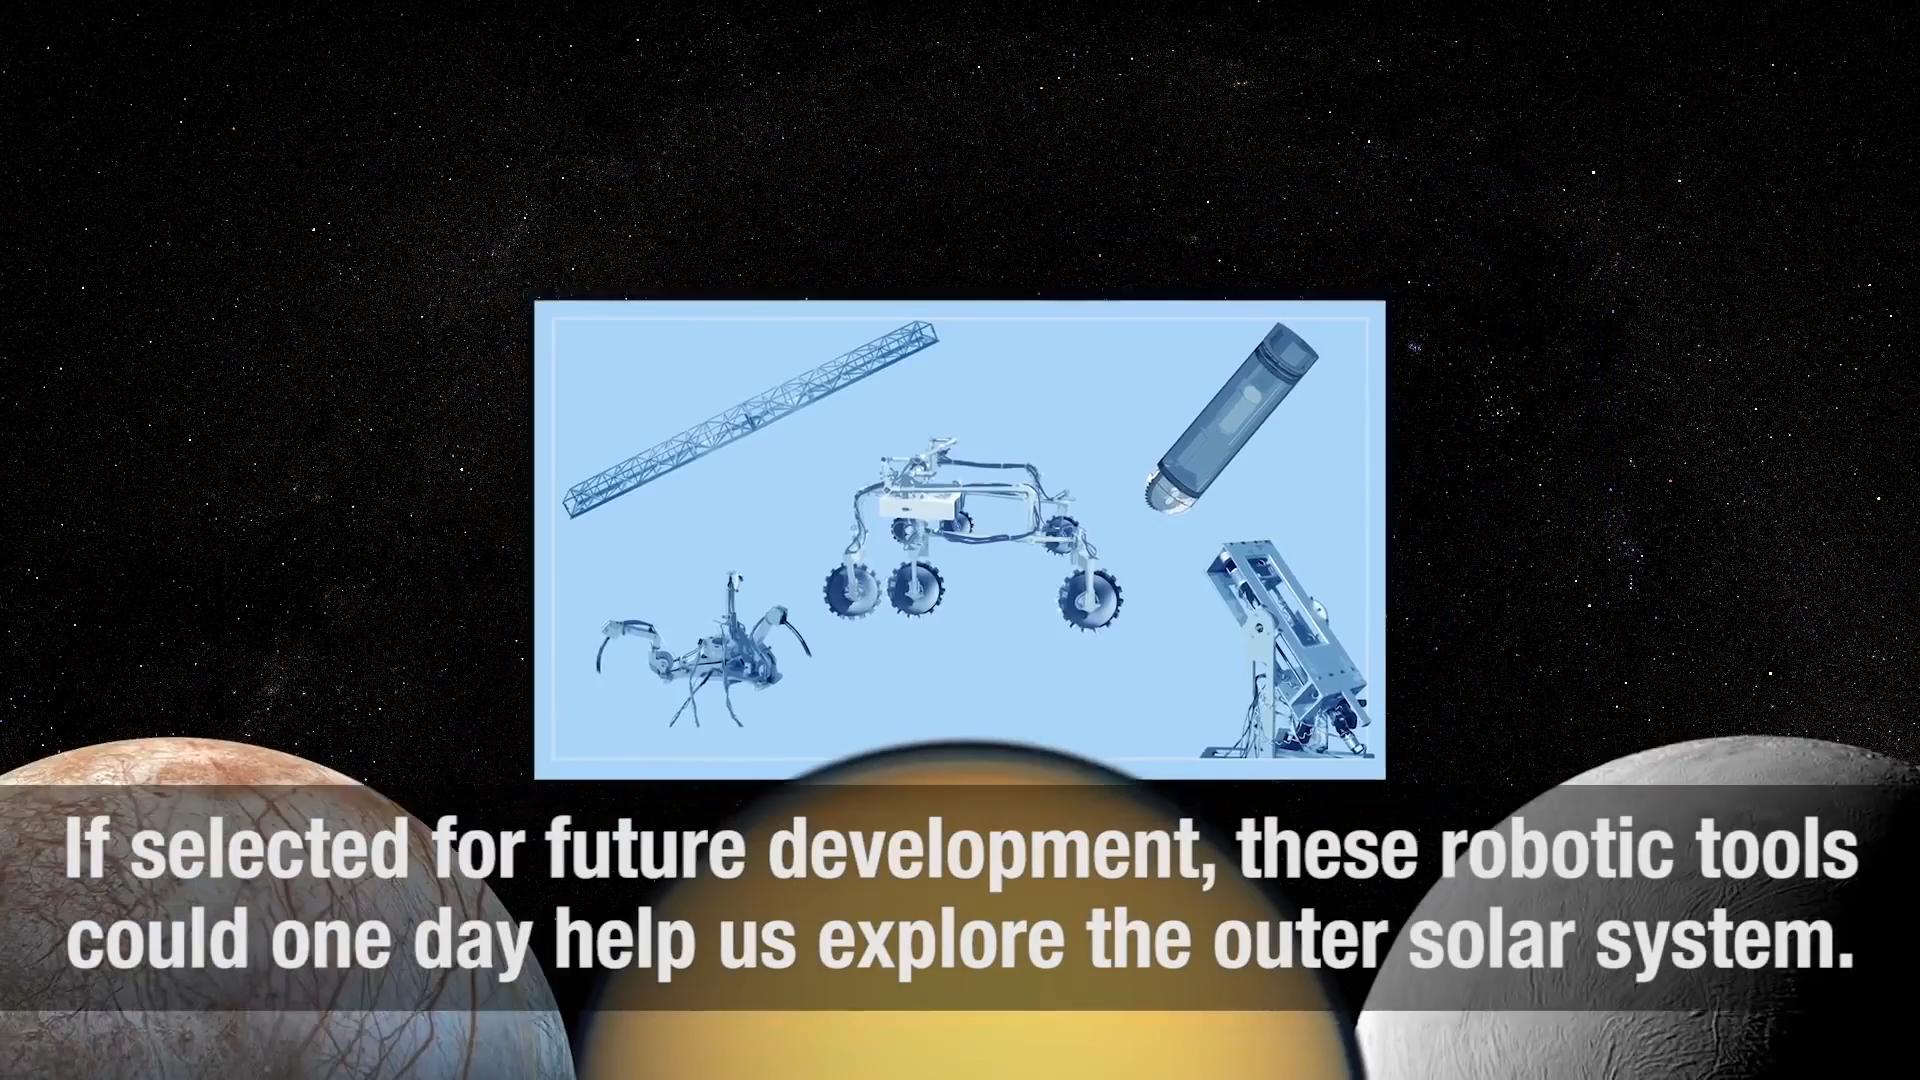 If selected for future development, these robotic tools
could one day help us explore the outer solar system.